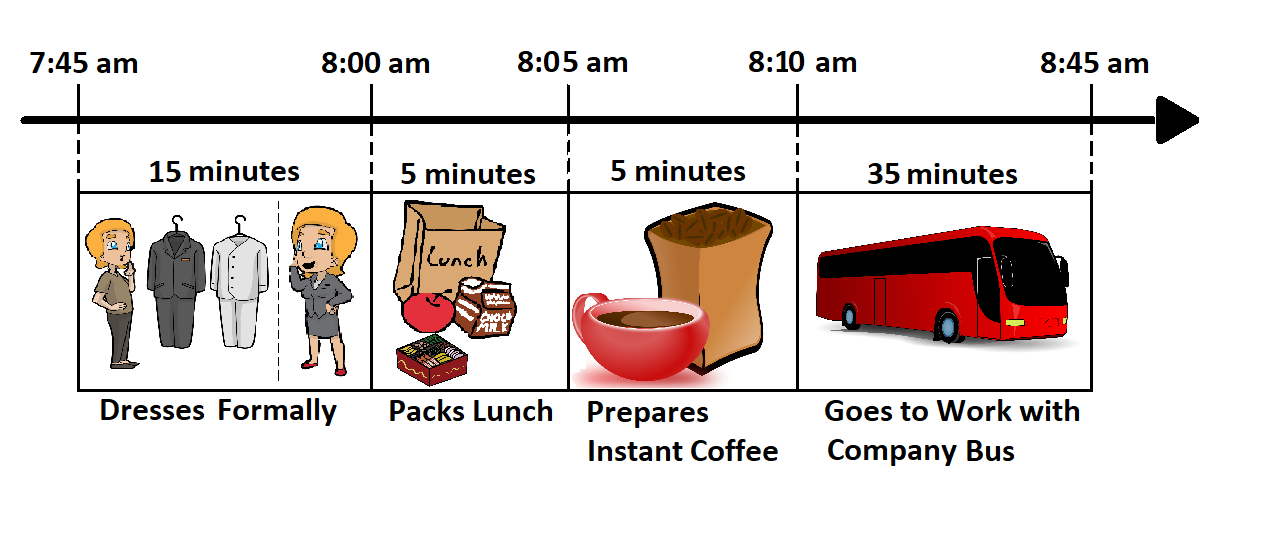 7:45 am 8:00 am 8:05 am 8:10 am 8:45 am
15 minutes 5 minutes 5 minutes 35 minutes
Lunch
CHOCO
MILK
Dresses Formally Packs Lunch Prepares Goes to Work with
Instant Coffee Company Bus